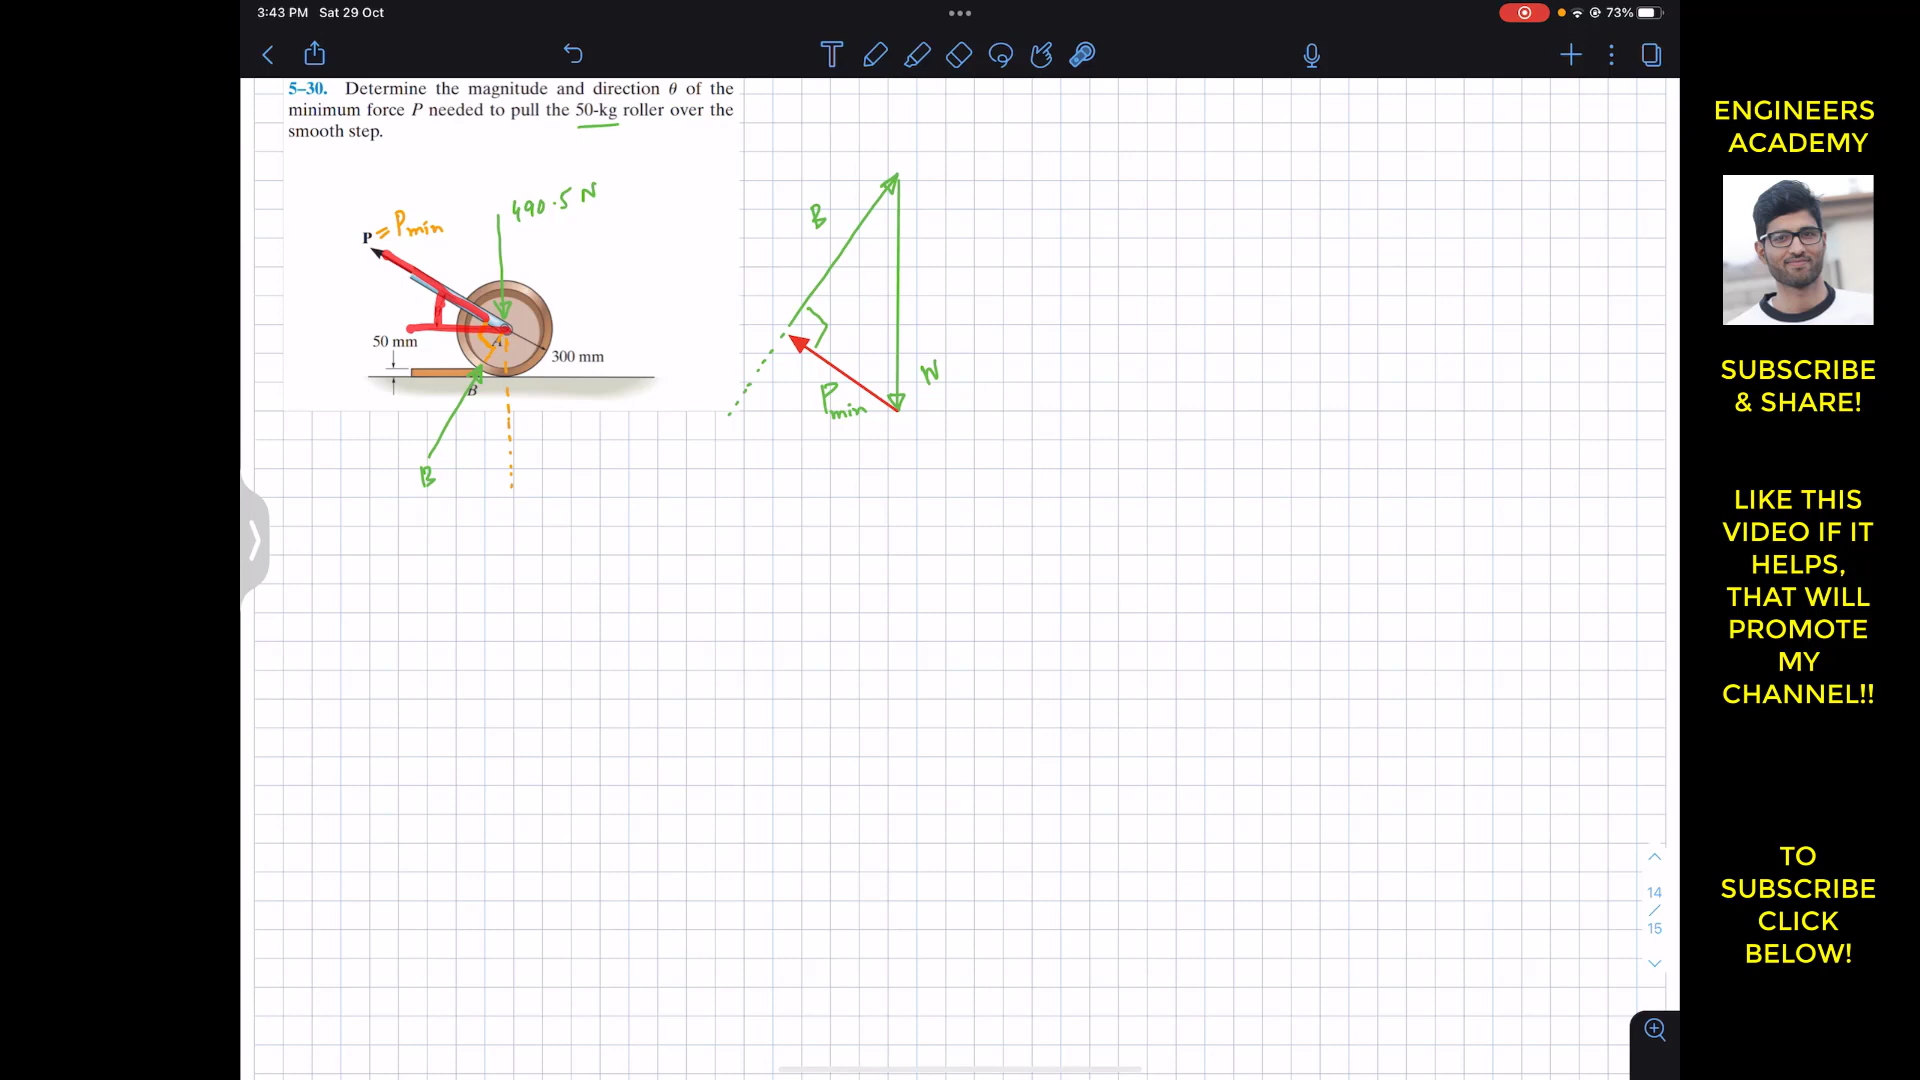 3:43 PM Sat 29 Oct
73%
5–30. Determine the magnitude and direction θ of the
minimum force P needed to pull the 50-kg roller over the
smooth step.
490.5 N
P = Pmin
A
50 mm
300 mm
B
B
B
W
Pmin
14
/
15
ENGINEERS
ACADEMY
SUBSCRIBE
& SHARE!
LIKE THIS
VIDEO IF IT
HELPS,
THAT WILL
PROMOTE
MY
CHANNEL!!
TO
SUBSCRIBE
CLICK
BELOW!